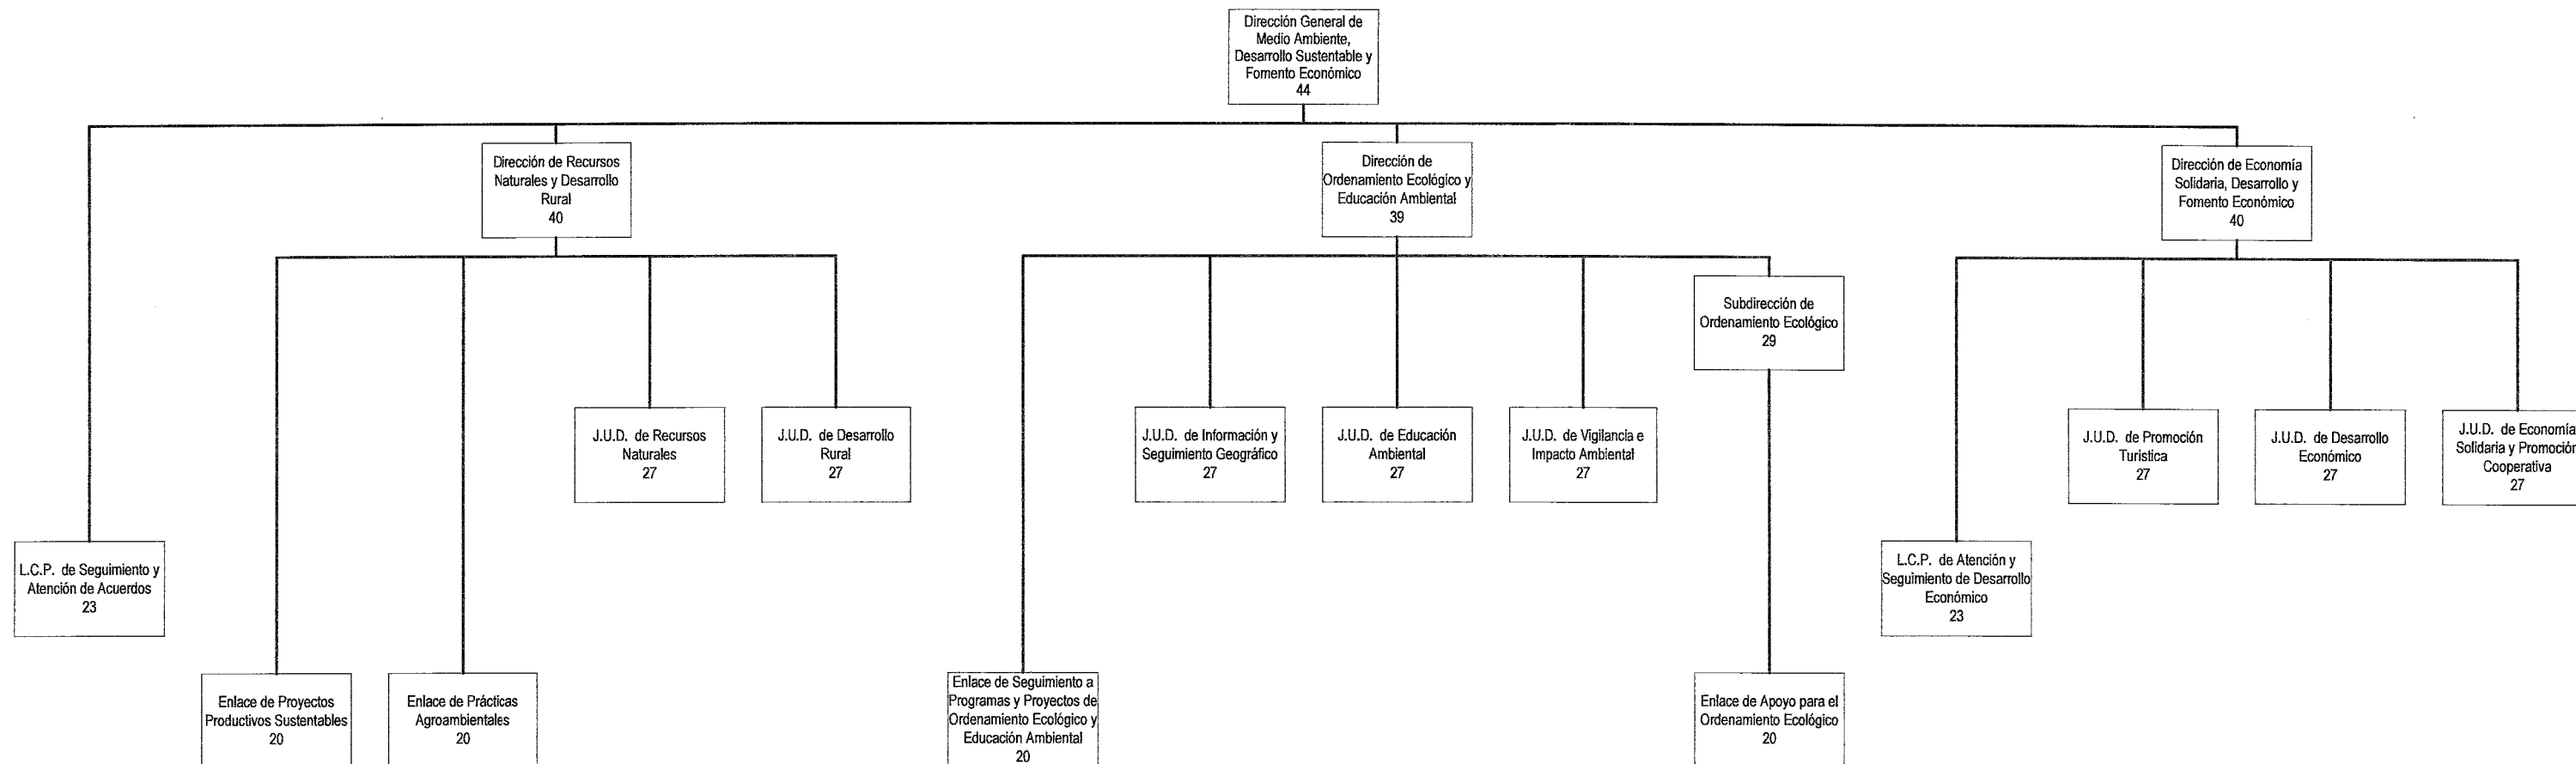 Dirección General de
Medio Ambiente,
Desarrollo Sustentable y
Fomento Económico
44
Dirección de Recursos
Naturales y Desarrollo
Rural
40
Dirección de
Ordenamiento Ecológico y
Educación Ambiental
39
Dirección de Economía
Solidaria, Desarrollo y
Fomento Económico
40
Subdirección de
Ordenamiento Ecológico
29
J.U.D. de Recursos
Naturales
27
J.U.D. de Desarrollo
Rural
27
J.U.D. de Información y
Seguimiento Geográfico
27
J.U.D. de Educación
Ambiental
27
J.U.D. de Vigilancia e
Impacto Ambiental
27
J.U.D. de Promoción
Turistica
27
J.U.D. de Desarrollo
Económico
27
J.U.D. de Economía
Solidaria y Promoción
Cooperativa
27
L.C.P. de Seguimiento y
Atención de Acuerdos
23
L.C.P. de Atención y
Seguimiento de Desarrollo
Económico
23
Enlace de Proyectos
Productivos Sustentables
20
Enlace de Prácticas
Agroambientales
20
Enlace de Seguimiento a
Programas y Proyectos de
Ordenamiento Ecológico y
Educación Ambiental
20
Enlace de Apoyo para el
Ordenamiento Ecológico
20